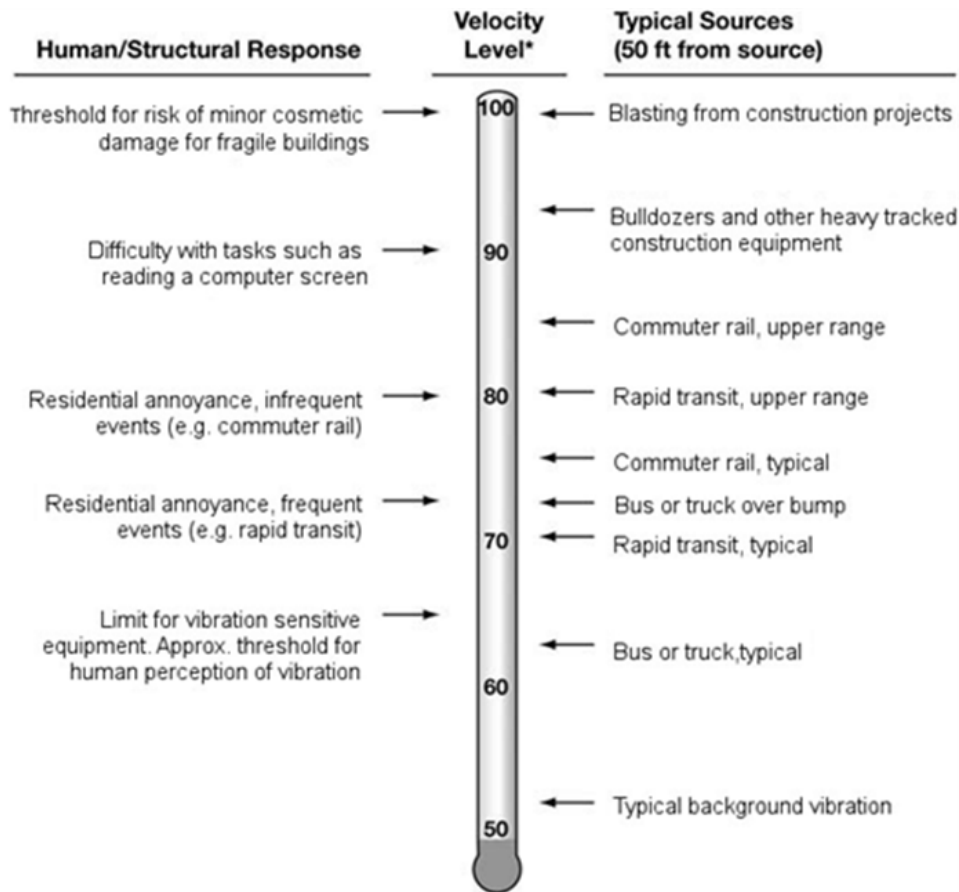 Human/Structural Response
Velocity
Level*
Typical Sources
(50 ft from source)
Threshold for risk of minor cosmetic
damage for fragile buildings
100
Blasting from construction projects
Bulldozers and other heavy tracked
construction equipment
Difficulty with tasks such as
reading a computer screen
90
Commuter rail, upper range
Residential annoyance, infrequent
events (e.g. commuter rail)
80
Rapid transit, upper range
Commuter rail, typical
Residential annoyance, frequent
events (e.g. rapid transit)
Bus or truck over bump
70
Rapid transit, typical
Limit for vibration sensitive
equipment. Approx. threshold for
human perception of vibration
Bus or truck,typical
60
Typical background vibration
50